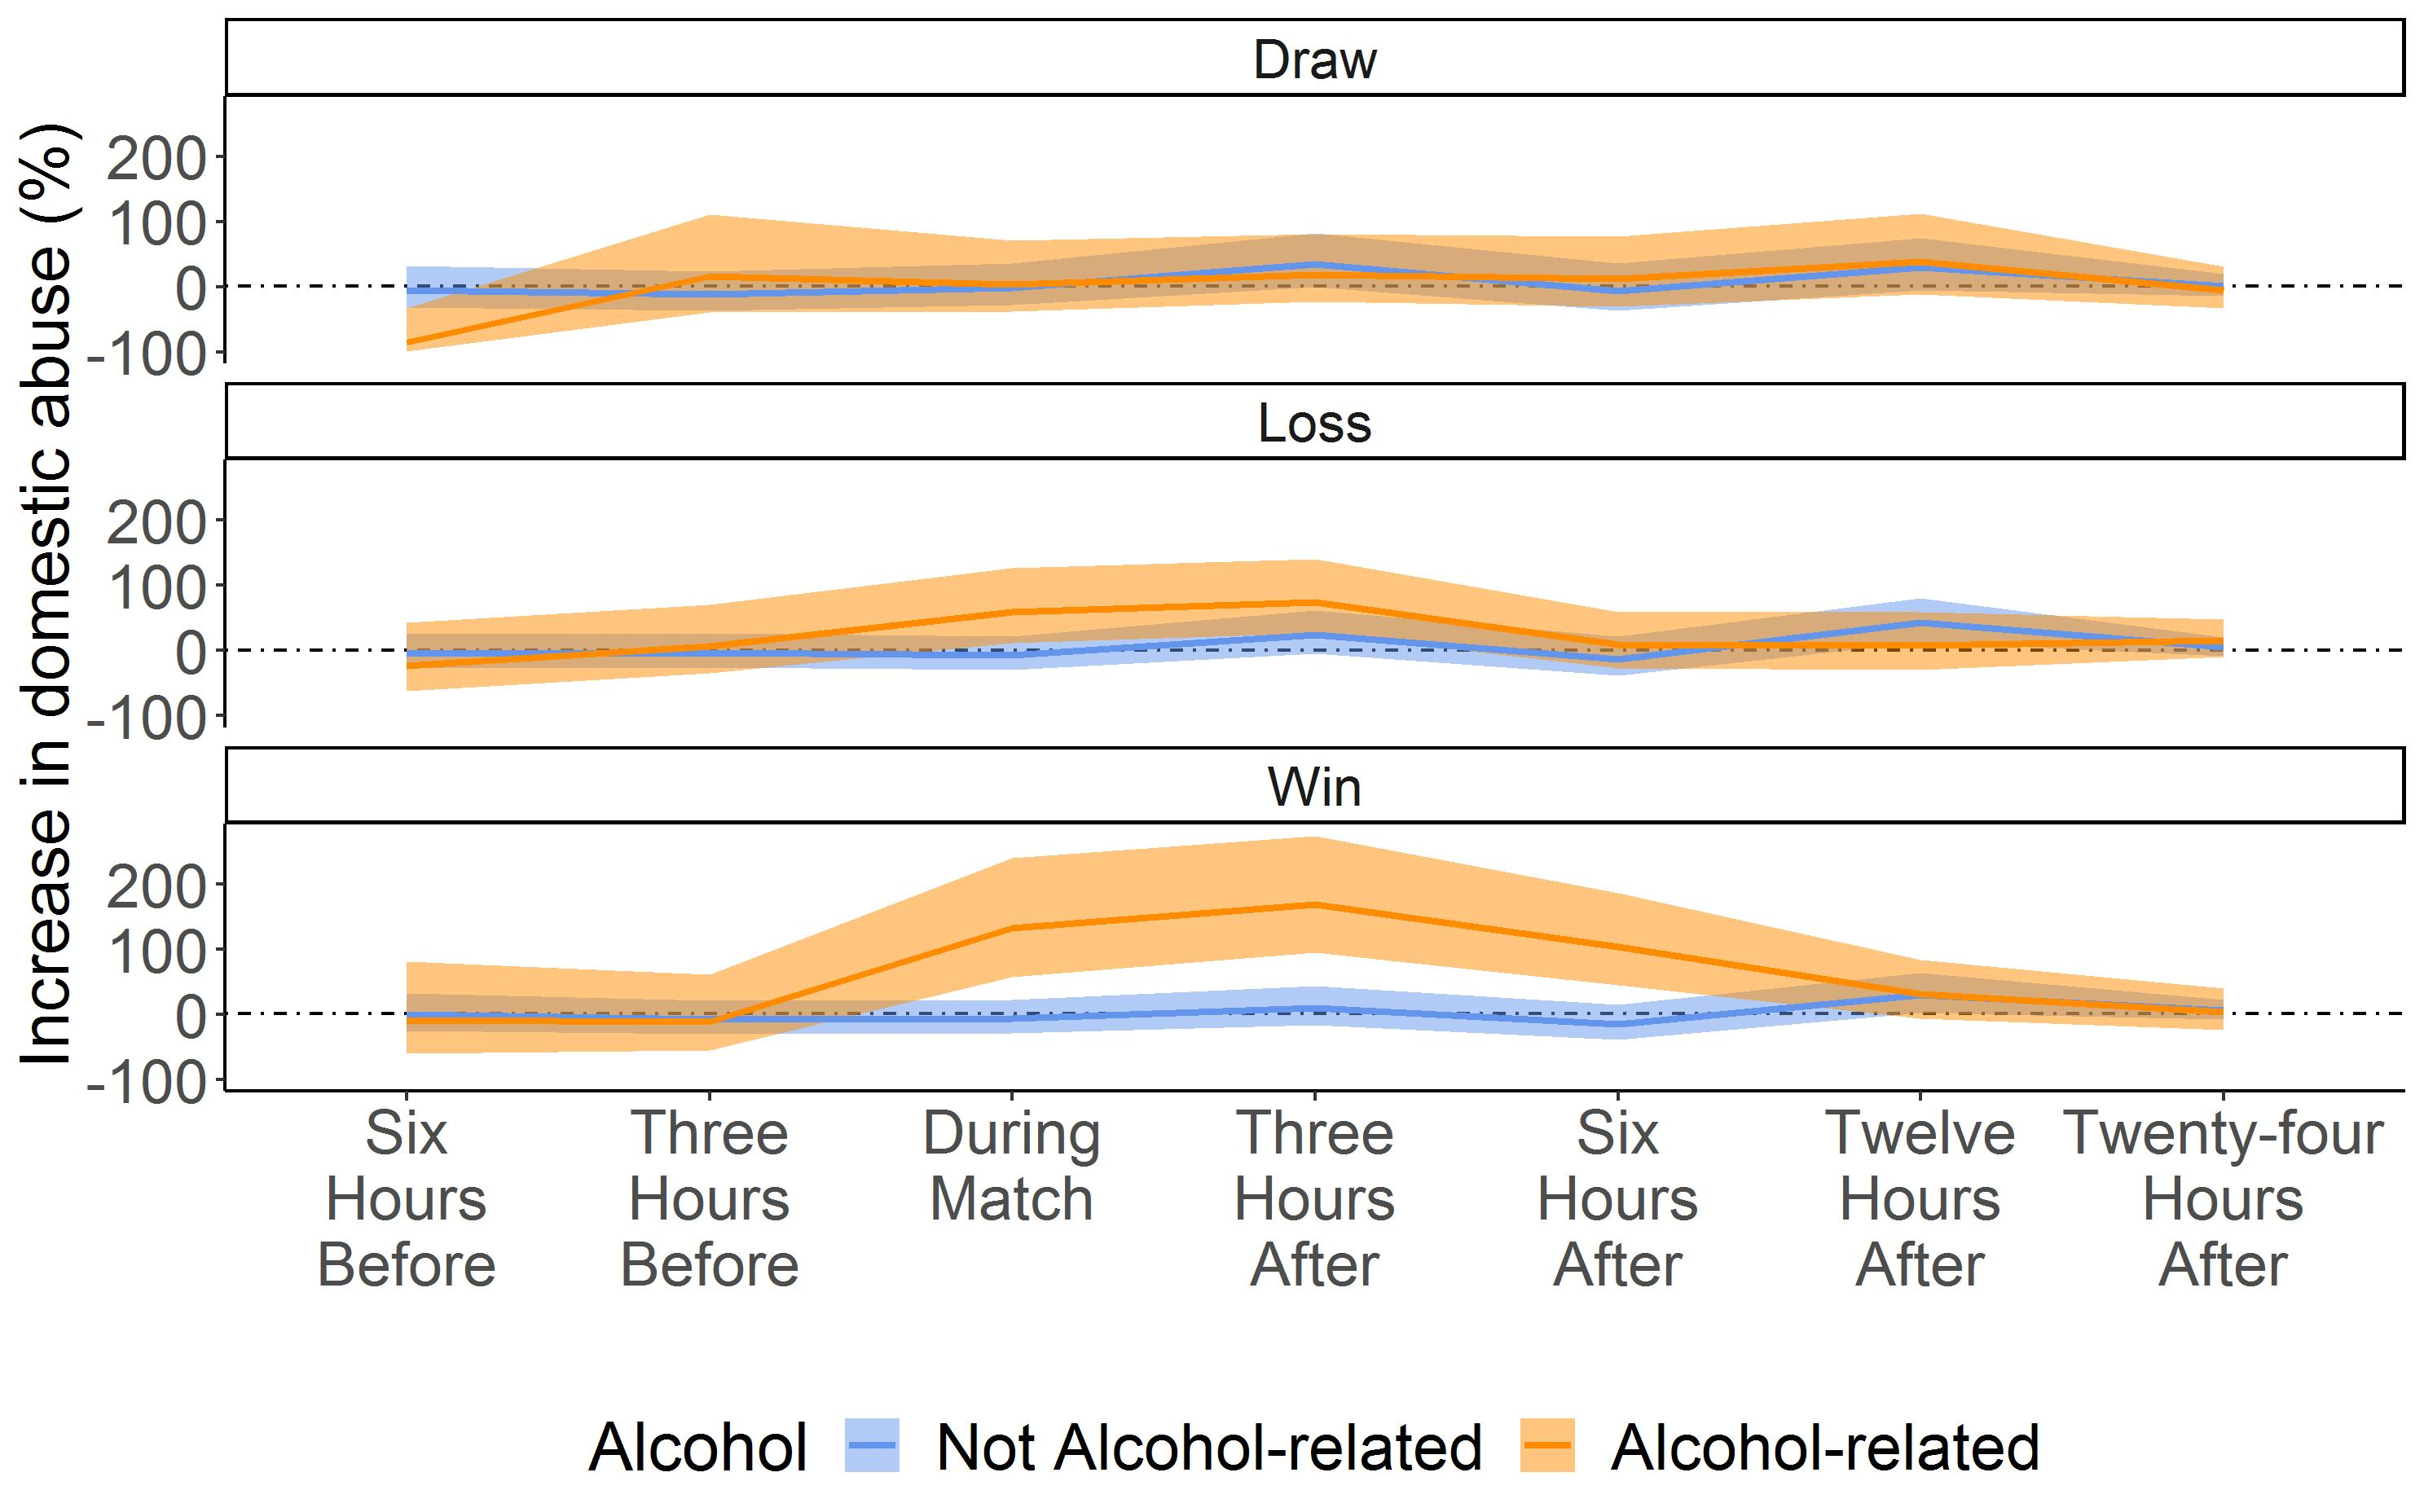 Increase in domestic abuse (%)
Draw
200
100
0
-100
Loss
200
100
0
-100
Win
200
100
0
-100
Six
Hours
Before
Three
Hours
Before
During
Match
Three
Hours
After
Six
Hours
After
Twelve
Hours
After
Twenty-four
Hours
After
Alcohol Not Alcohol-related Alcohol-related